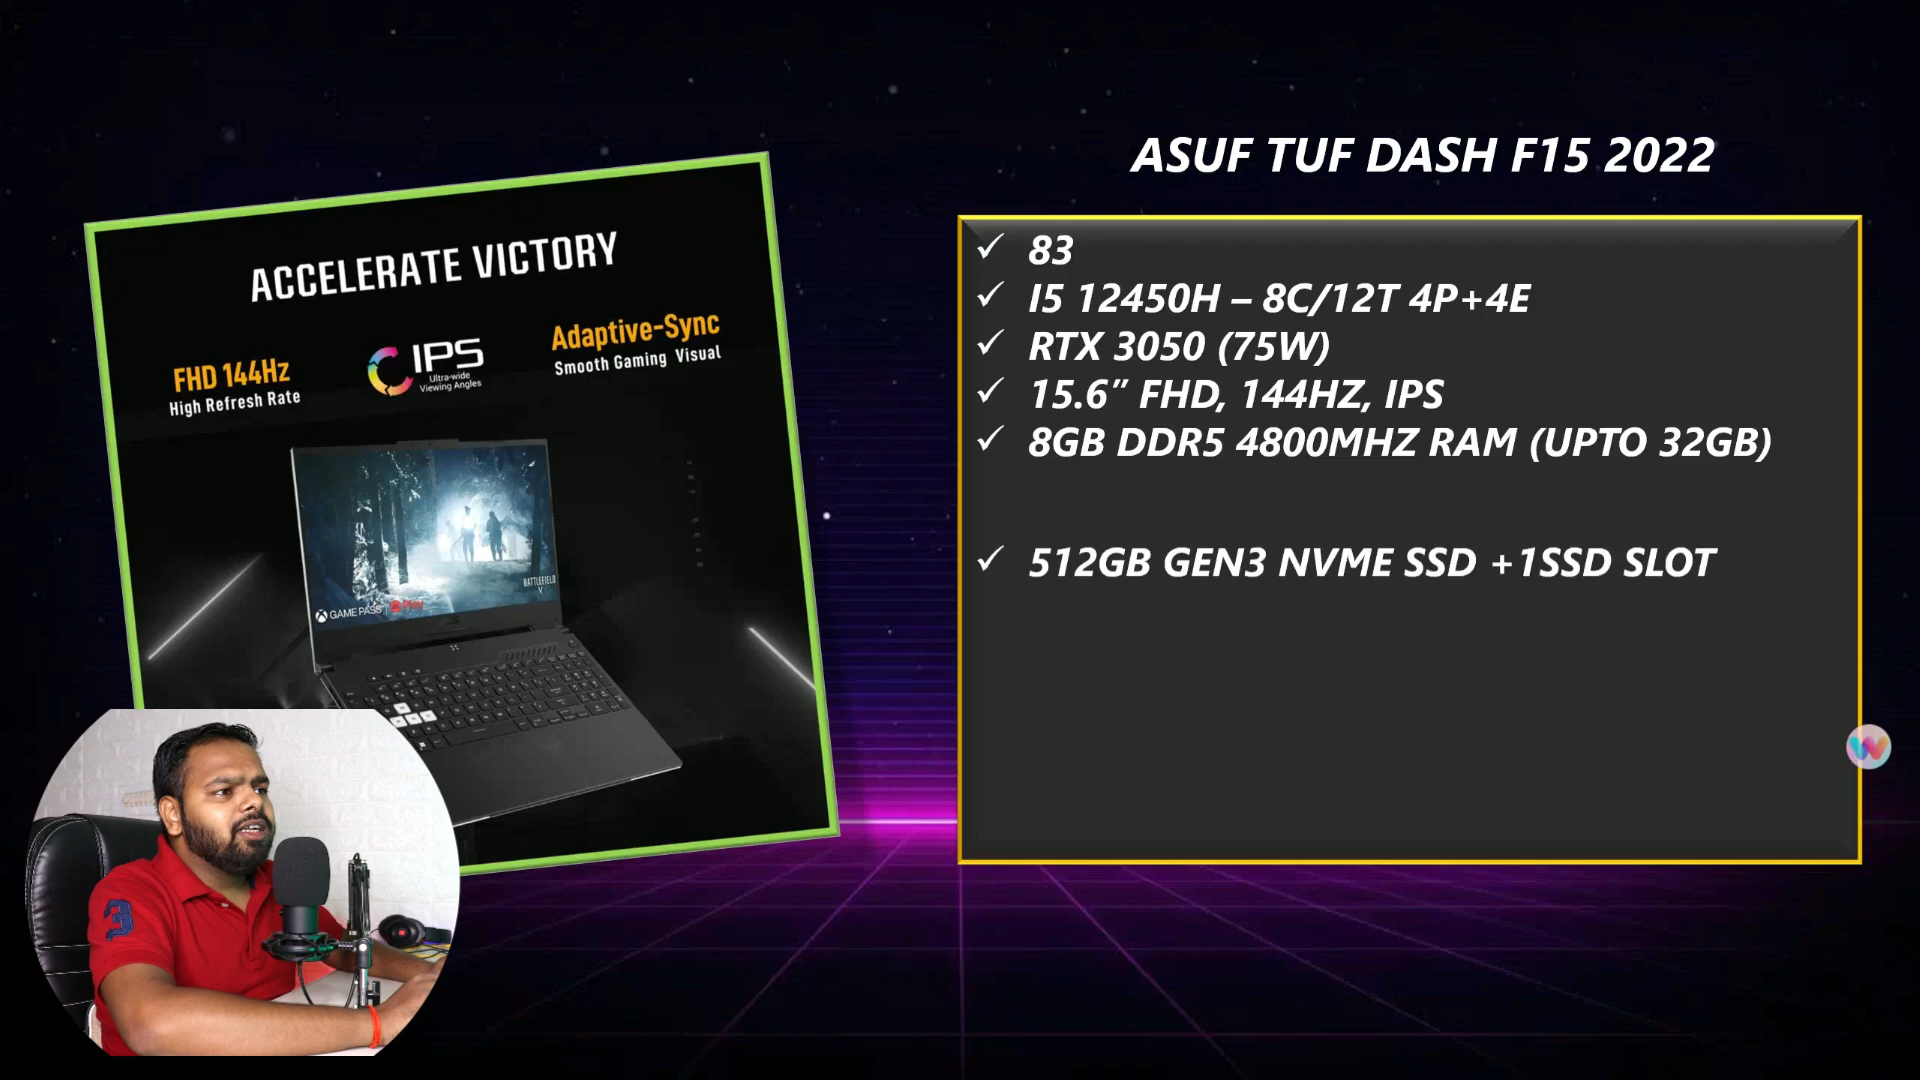 ASUF TUF DASH F15 2022
ACCELERATE VICTORY
FHD 144Hz
High Refresh Rate
IPS
Ultra-wide
Viewing Angles
Adaptive-Sync
Smooth Gaming Visual
BATTLEFIELD
V
GAME PASS
Play
3
✓ 83
✓ I5 12450H – 8C/12T 4P+4E
✓ RTX 3050 (75W)
✓ 15.6” FHD, 144HZ, IPS
✓ 8GB DDR5 4800MHZ RAM (UPTO 32GB)
✓ 512GB GEN3 NVME SSD +1SSD SLOT
W